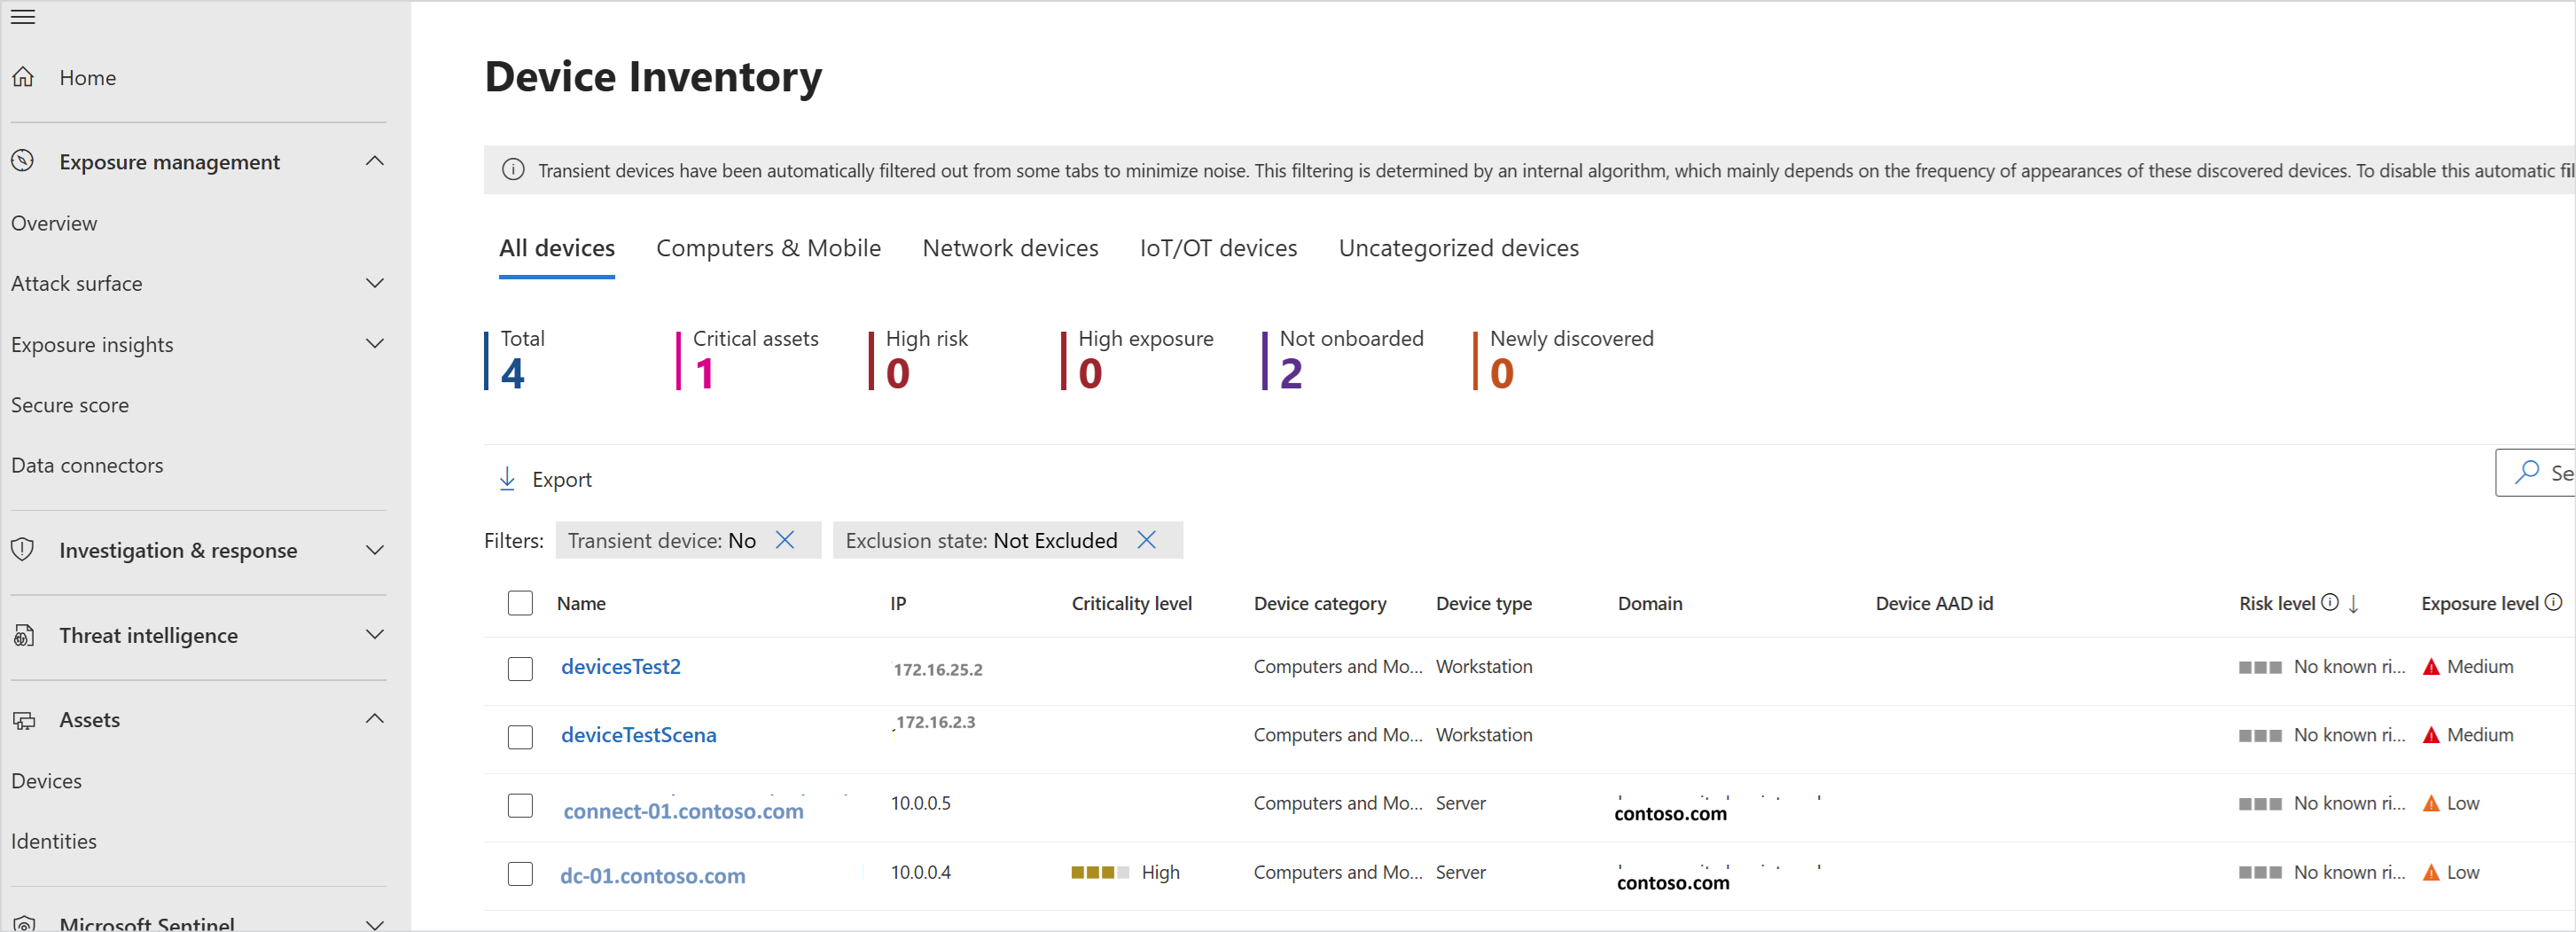 Home
Exposure management
Overview
Attack surface
Exposure insights
Secure score
Data connectors
Investigation & response
Threat intelligence
Assets
Devices
Identities
Microsoft Sentinel
Device Inventory
Transient devices have been automatically filtered out from some tabs to minimize noise. This filtering is determined by an internal algorithm, which mainly depends on the frequency of appearances of these discovered devices. To disable this automatic fil
All devices Computers & Mobile Network devices IoT/OT devices Uncategorized devices
Total Critical assets High risk High exposure Not onboarded Newly discovered
4 1 0 0 2 0
Export Se
Filters: Transient device: No Exclusion state: Not Excluded
Name IP Criticality level Device category Device type Domain Device AAD id Risk level Exposure level
devicesTest2 172.16.25.2 Computers and Mo... Workstation No known ri... Medium
deviceTestScena 172.16.2.3 Computers and Mo... Workstation No known ri... Medium
connect-01.contoso.com 10.0.0.5 Computers and Mo... Server contoso.com No known ri... Low
dc-01.contoso.com 10.0.0.4 High Computers and Mo... Server contoso.com No known ri... Low